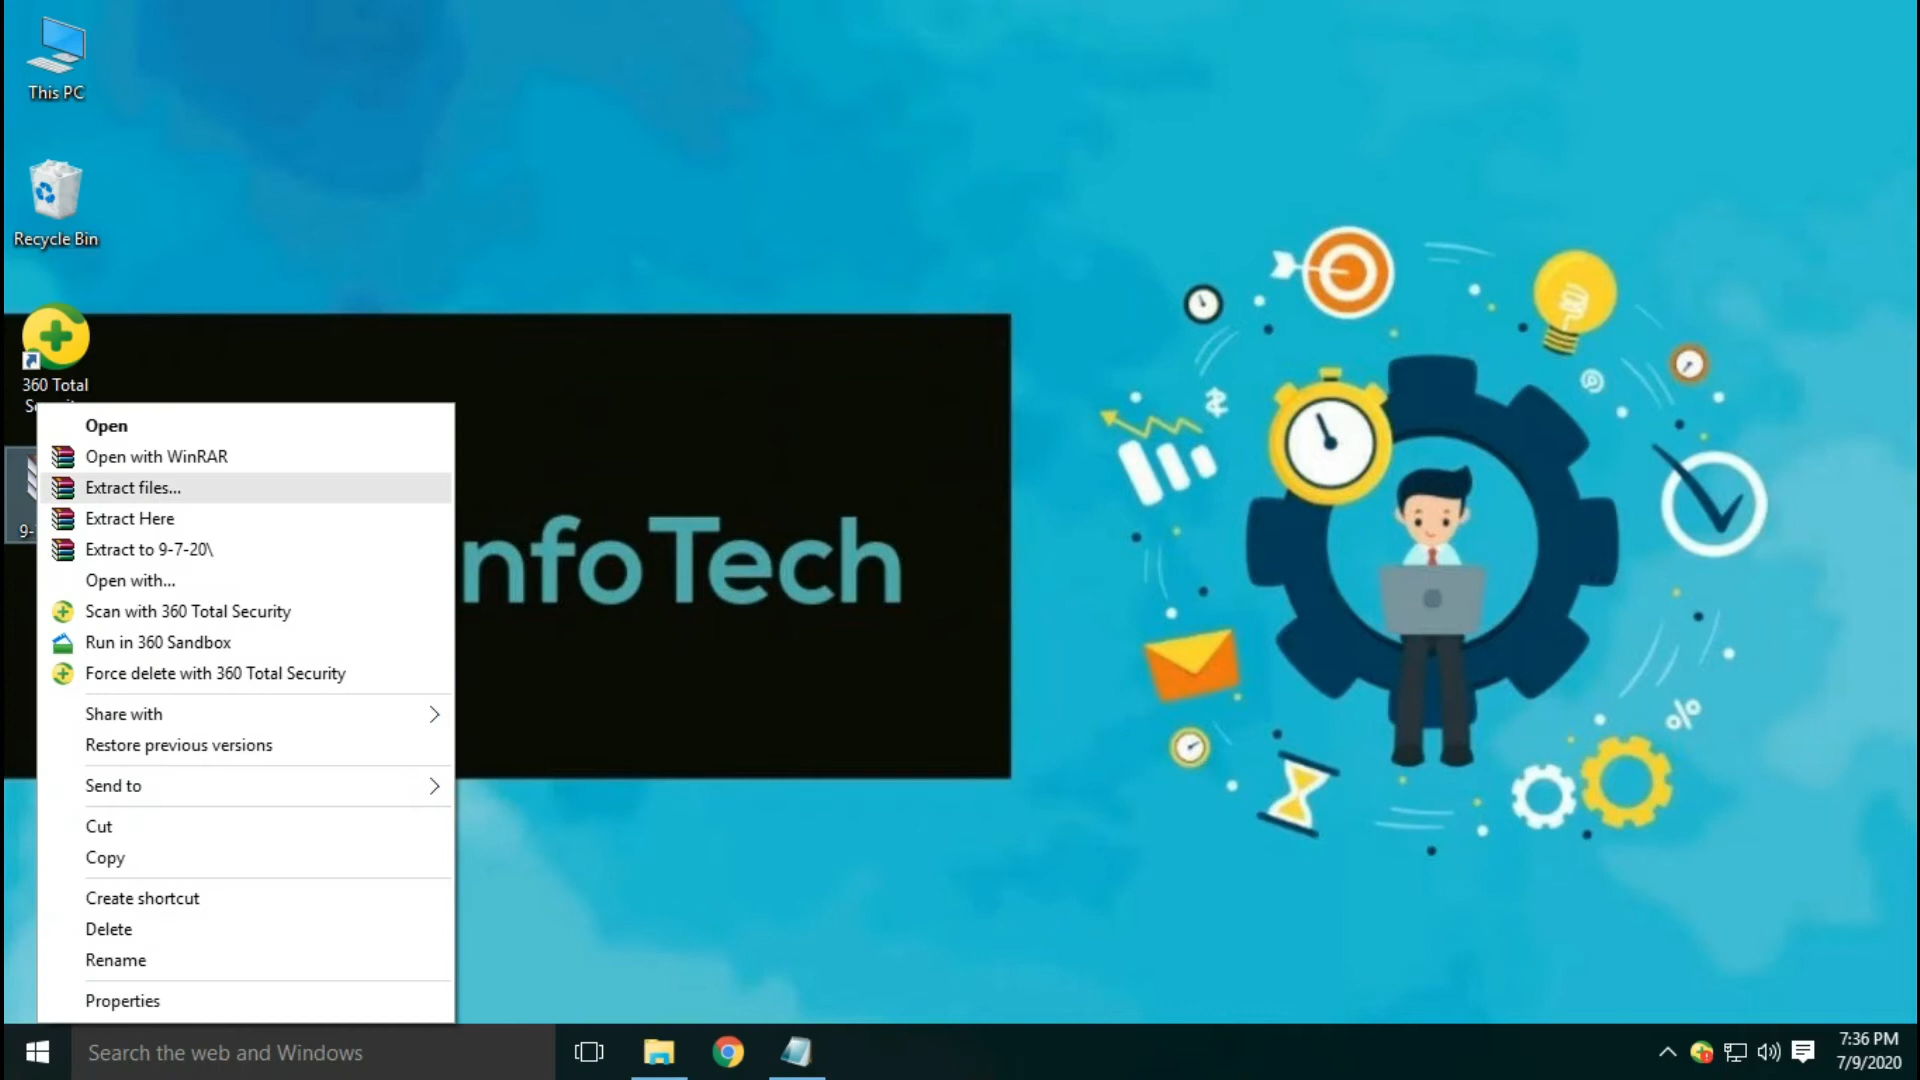 This PC
Recycle Bin
360 Total
Open
Open with WinRAR
Extract files...
Extract Here
Extract to 9-7-20\
Open with...
Scan with 360 Total Security
Run in 360 Sandbox
Force delete with 360 Total Security
Share with
Restore previous versions
Send to
Cut
Copy
Create shortcut
Delete
Rename
Properties
nfoTech
%
Search the web and Windows
7:36 PM
7/9/2020